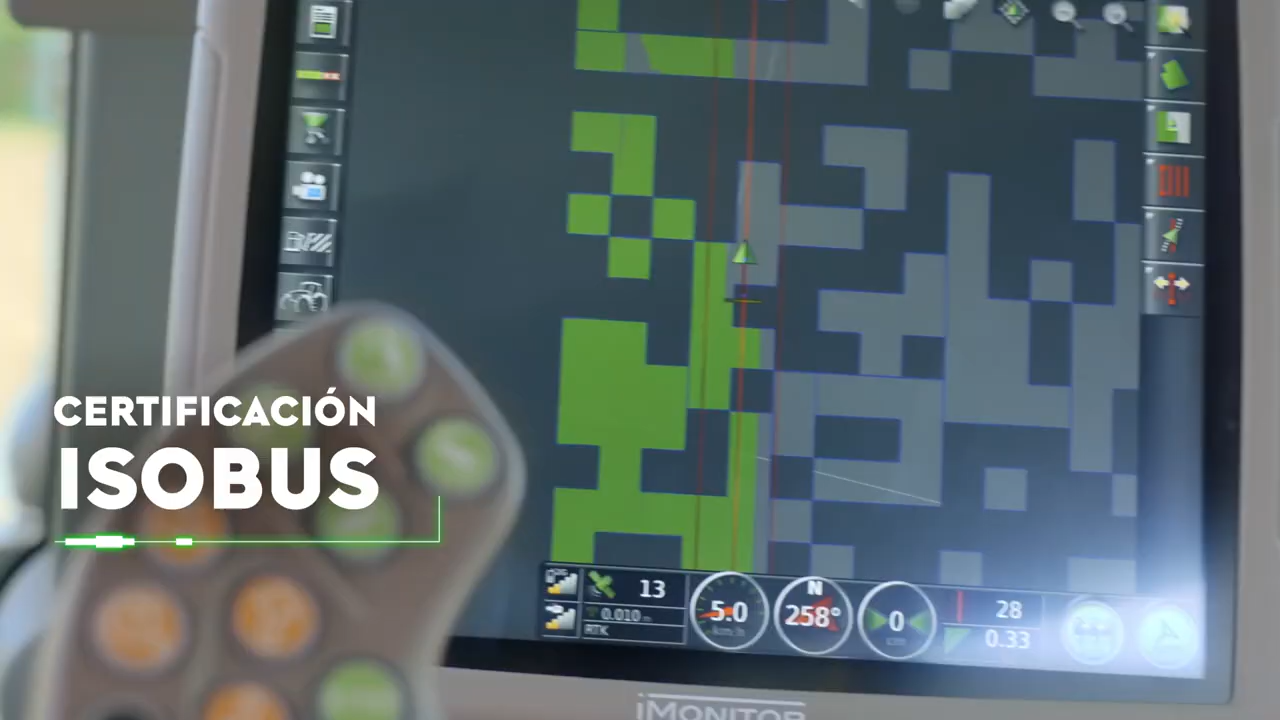 CERTIFICACIÓN
ISOBUS
13
0.010 m
RTK
5.0
km/h
N
258°
0
cm
28
0.33
iMONITOR